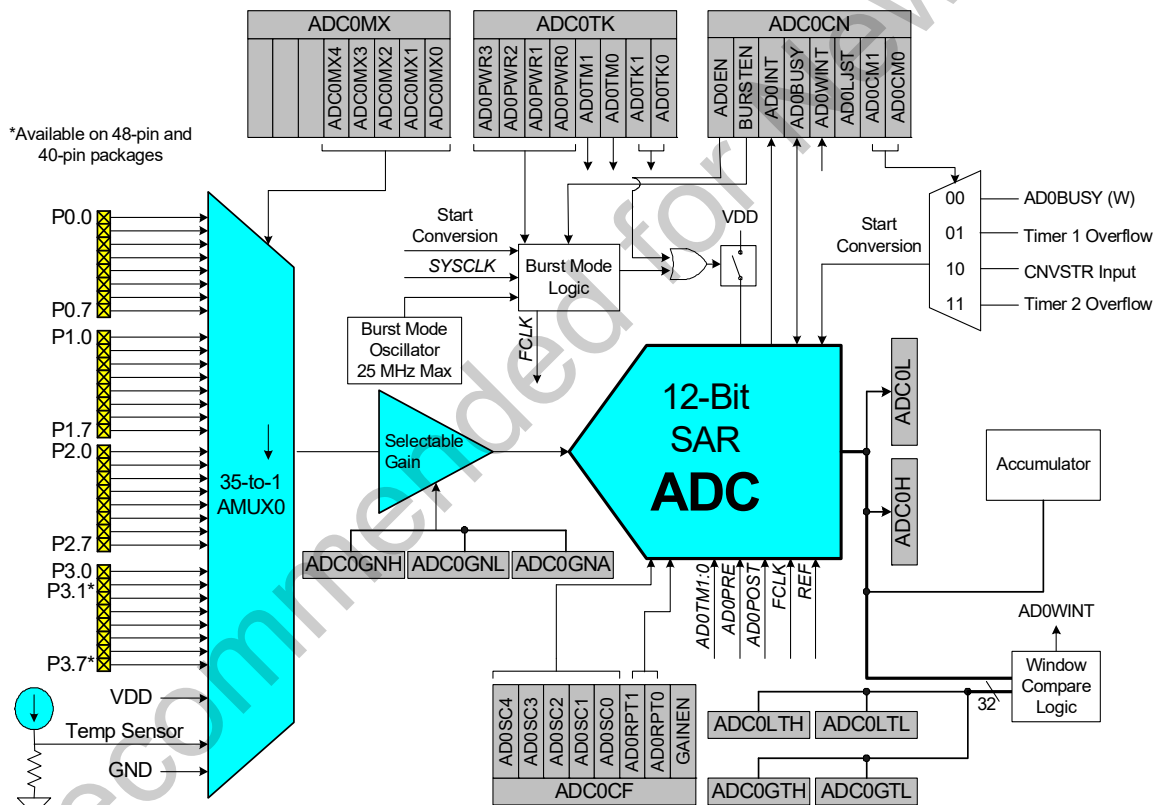 ADC0MX
ADC0MX4
ADC0MX3
ADC0MX2
ADC0MX1
ADC0MX0
ADC0TK
AD0PWR3
AD0PWR2
AD0PWR1
AD0PWR0
AD0TM1
AD0TM0
AD0TK1
AD0TK0
ADC0CN
AD0EN
BURSTEN
AD0INT
AD0BUSY
AD0WINT
AD0LJST
AD0CM1
AD0CM0
*Available on 48-pin and
40-pin packages
P0.0
P0.7
P1.0
P1.7
P2.0
P2.7
P3.0
P3.1*
P3.7*
VDD
Temp Sensor
GND
35-to-1
AMUX0
Start
Conversion
SYSCLK
Burst Mode
Logic
Burst Mode
Oscillator
25 MHz Max
FCLK
VDD
Start
Conversion
00
01
10
11
AD0BUSY (W)
Timer 1 Overflow
CNVSTR Input
Timer 2 Overflow
Selectable
Gain
ADC0GNH
ADC0GNL
ADC0GNA
12-Bit
SAR
ADC
ADC0L
ADC0H
Accumulator
AD0TM1:0
AD0PRE
AD0POST
FCLK
REF
AD0WINT
Window
Compare
Logic
32
AD0SC4
AD0SC3
AD0SC2
AD0SC1
AD0SC0
AD0RPT1
AD0RPT0
GAINEN
ADC0CF
ADC0LTH
ADC0LTL
ADC0GTH
ADC0GTL
ecommended for New